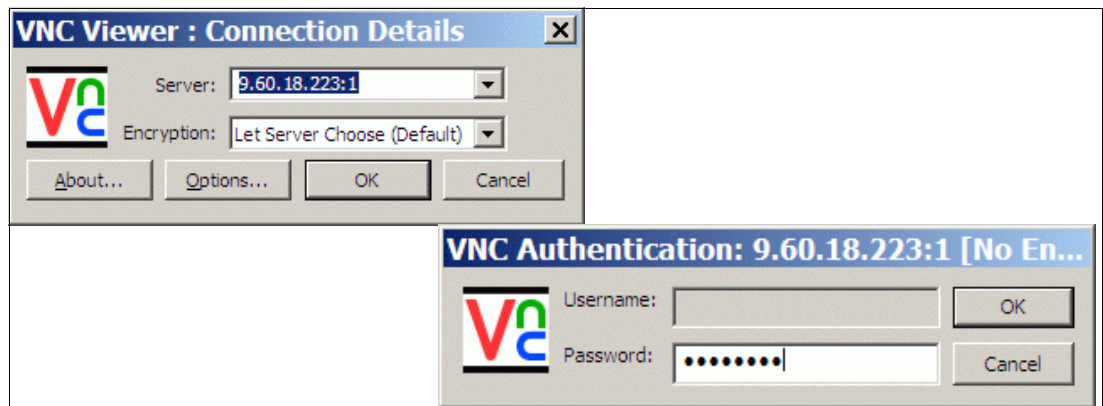 VNC Viewer : Connection Details
Server: 9.60.18.223:1
Encryption: Let Server Choose (Default)
About... Options... OK Cancel
VNC Authentication: 9.60.18.223:1 [No En...
Username: OK
Password: ●●●●●●●● Cancel